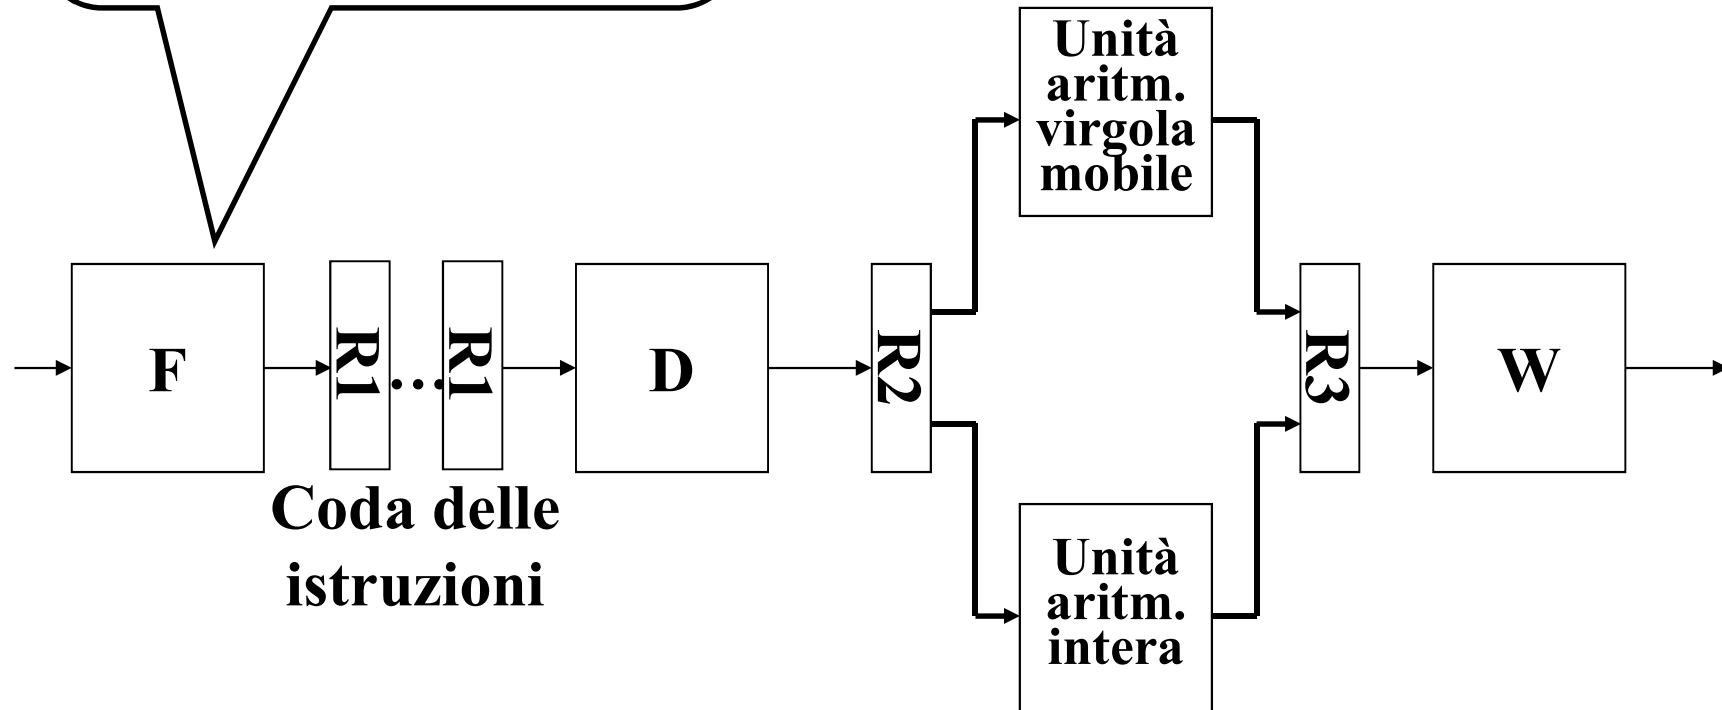 Unità
aritm.
virgola
mobile
F
R1
...
R1
D
R2
R3
W
Coda delle
istruzioni
Unità
aritm.
intera